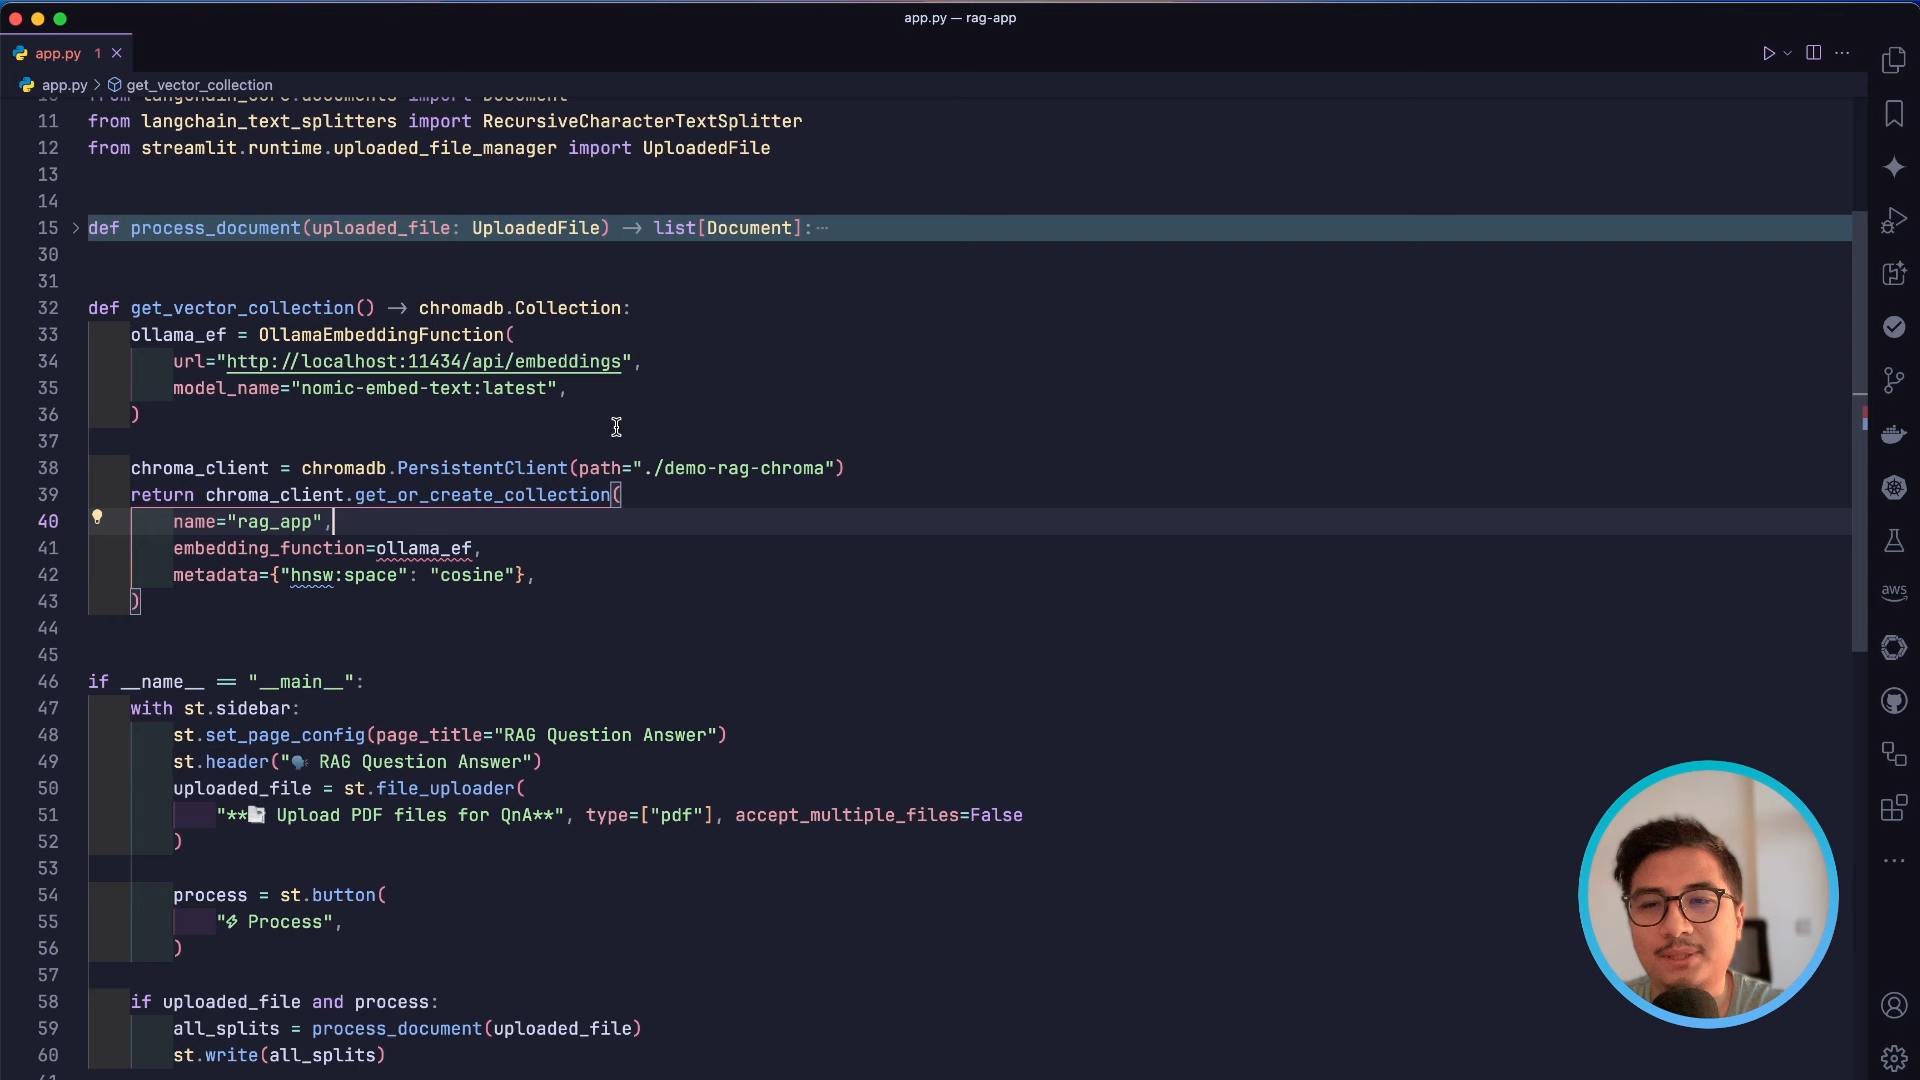 app.py — rag-app
app.py 1
app.py > get_vector_collection
10 from langchain_core.documents import Document
11 from langchain_text_splitters import RecursiveCharacterTextSplitter
12 from streamlit.runtime.uploaded_file_manager import UploadedFile
13
14
15 def process_document(uploaded_file: UploadedFile) → list[Document]:⋯
30
31
32 def get_vector_collection() → chromadb.Collection:
33 ollama_ef = OllamaEmbeddingFunction(
34 url="http://localhost:11434/api/embeddings",
35 model_name="nomic-embed-text:latest",
36 )
37
38 chroma_client = chromadb.PersistentClient(path="./demo-rag-chroma")
39 return chroma_client.get_or_create_collection(
40 name="rag_app",
41 embedding_function=ollama_ef,
42 metadata={"hnsw:space": "cosine"},
43 )
44
45
46 if __name__ == "__main__":
47 with st.sidebar:
48 st.set_page_config(page_title="RAG Question Answer")
49 st.header("🗣️ RAG Question Answer")
50 uploaded_file = st.file_uploader(
51 "**📑 Upload PDF files for QnA**", type=["pdf"], accept_multiple_files=False
52 )
53
54 process = st.button(
55 "⚡ Process",
56 )
57
58 if uploaded_file and process:
59 all_splits = process_document(uploaded_file)
60 st.write(all_splits)
aws